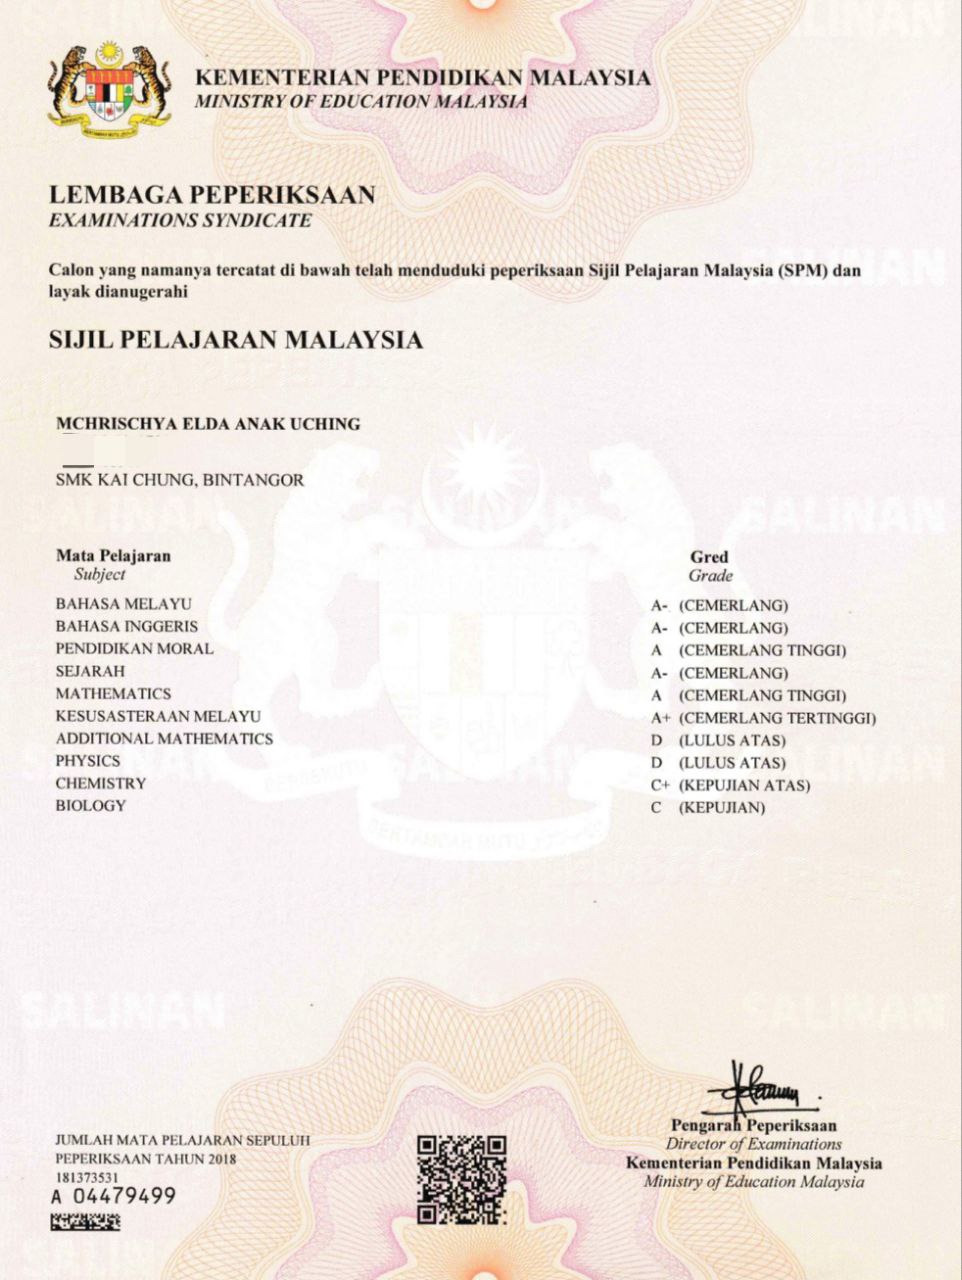 KEMENTERIAN PENDIDIKAN MALAYSIA
MINISTRY OF EDUCATION MALAYSIA
LEMBAGA PEPERIKSAAN
EXAMINATIONS SYNDICATE
Calon yang namanya tercatat di bawah telah menduduki peperiksaan Sijil Pelajaran Malaysia (SPM) dan
layak dianugerahi
SIJIL PELAJARAN MALAYSIA
MCHRISCHYA ELDA ANAK UCHING
SMK KAI CHUNG, BINTANGOR
Mata Pelajaran Gred
Subject Grade
BAHASA MELAYU A- (CEMERLANG)
BAHASA INGGERIS A- (CEMERLANG)
PENDIDIKAN MORAL A (CEMERLANG TINGGI)
SEJARAH A- (CEMERLANG)
MATHEMATICS A (CEMERLANG TINGGI)
KESUSASTERAAN MELAYU A+ (CEMERLANG TERTINGGI)
ADDITIONAL MATHEMATICS D (LULUS ATAS)
PHYSICS D (LULUS ATAS)
CHEMISTRY C+ (KEPUJIAN ATAS)
BIOLOGY C (KEPUJIAN)
SALINAN
Pengarah Peperiksaan
Director of Examinations
Kementerian Pendidikan Malaysia
Ministry of Education Malaysia
JUMLAH MATA PELAJARAN SEPULUH
PEPERIKSAAN TAHUN 2018
181373531
A 04479499